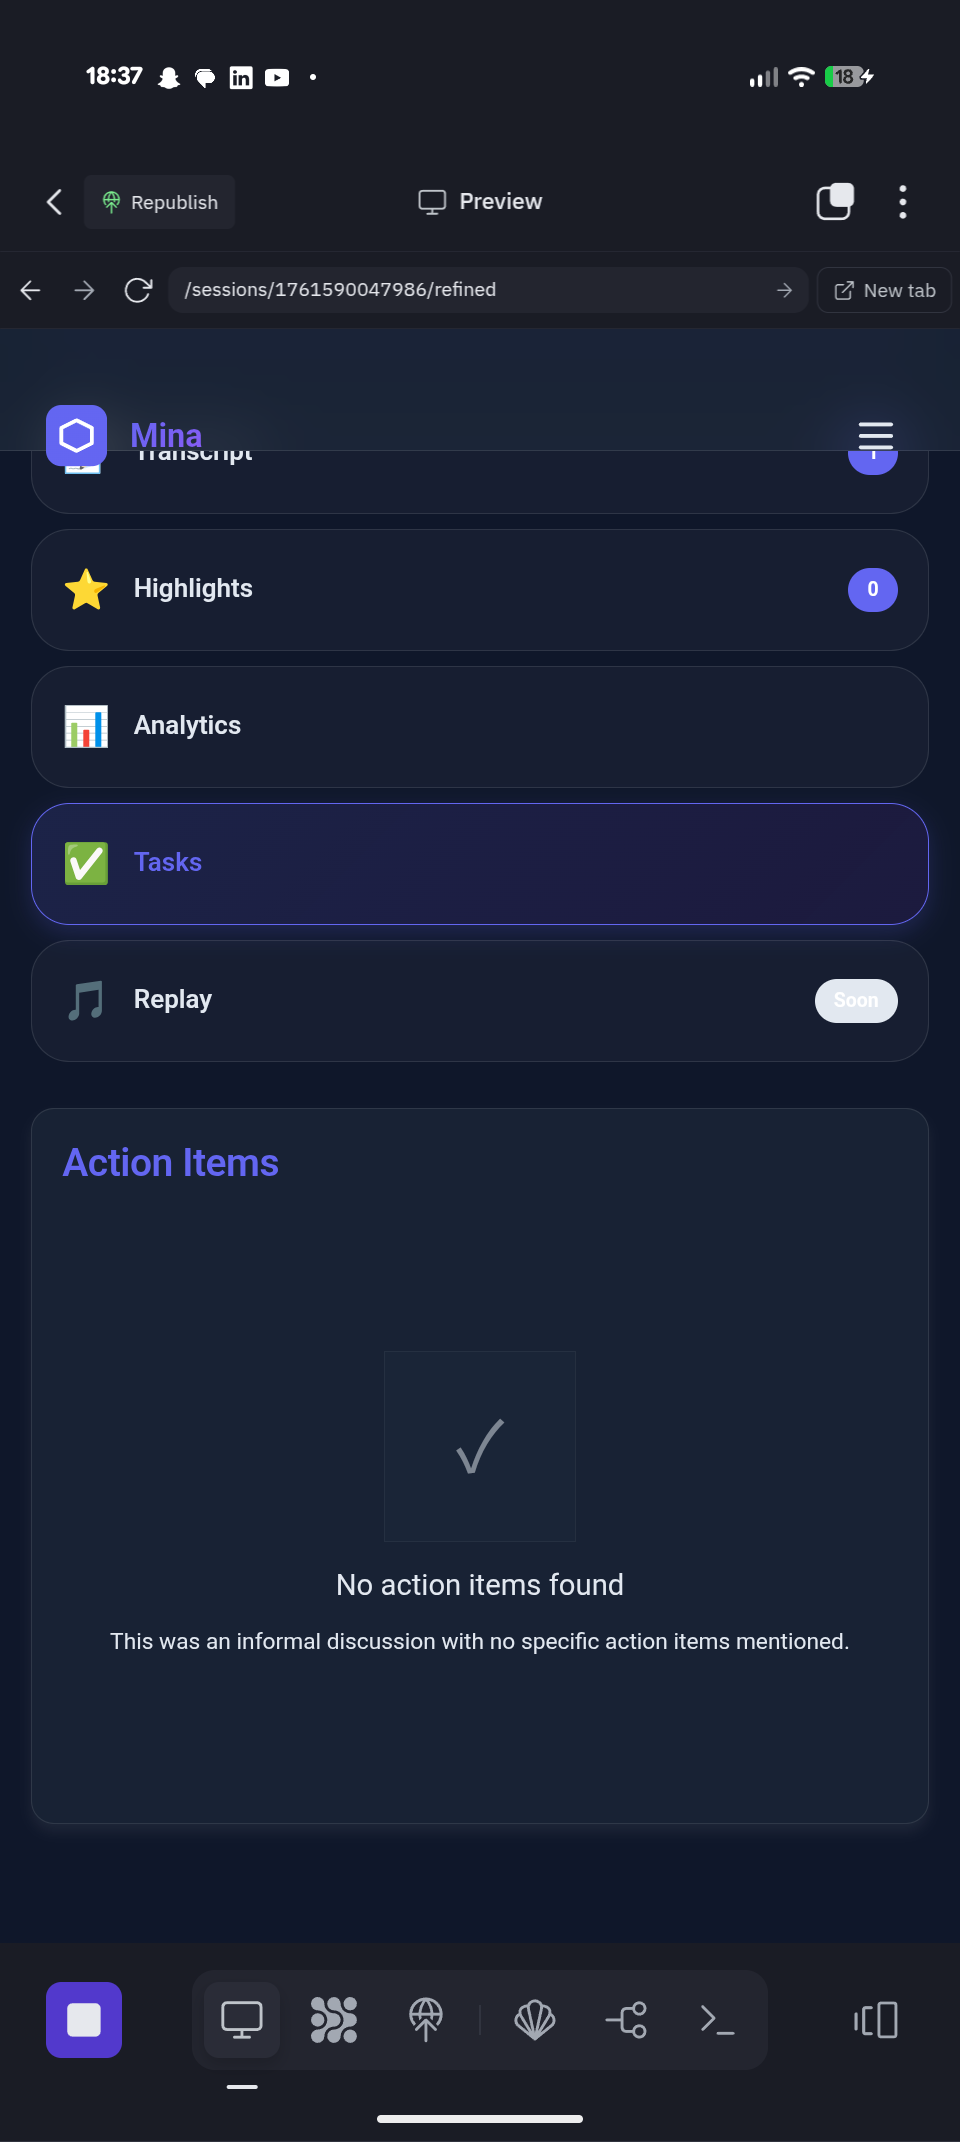 18:37
18
Republish
Preview
/sessions/1761590047986/refined
New tab
Mina
Transcript
1
Highlights
0
Analytics
Tasks
Replay
Soon
Action Items
No action items found
This was an informal discussion with no specific action items mentioned.